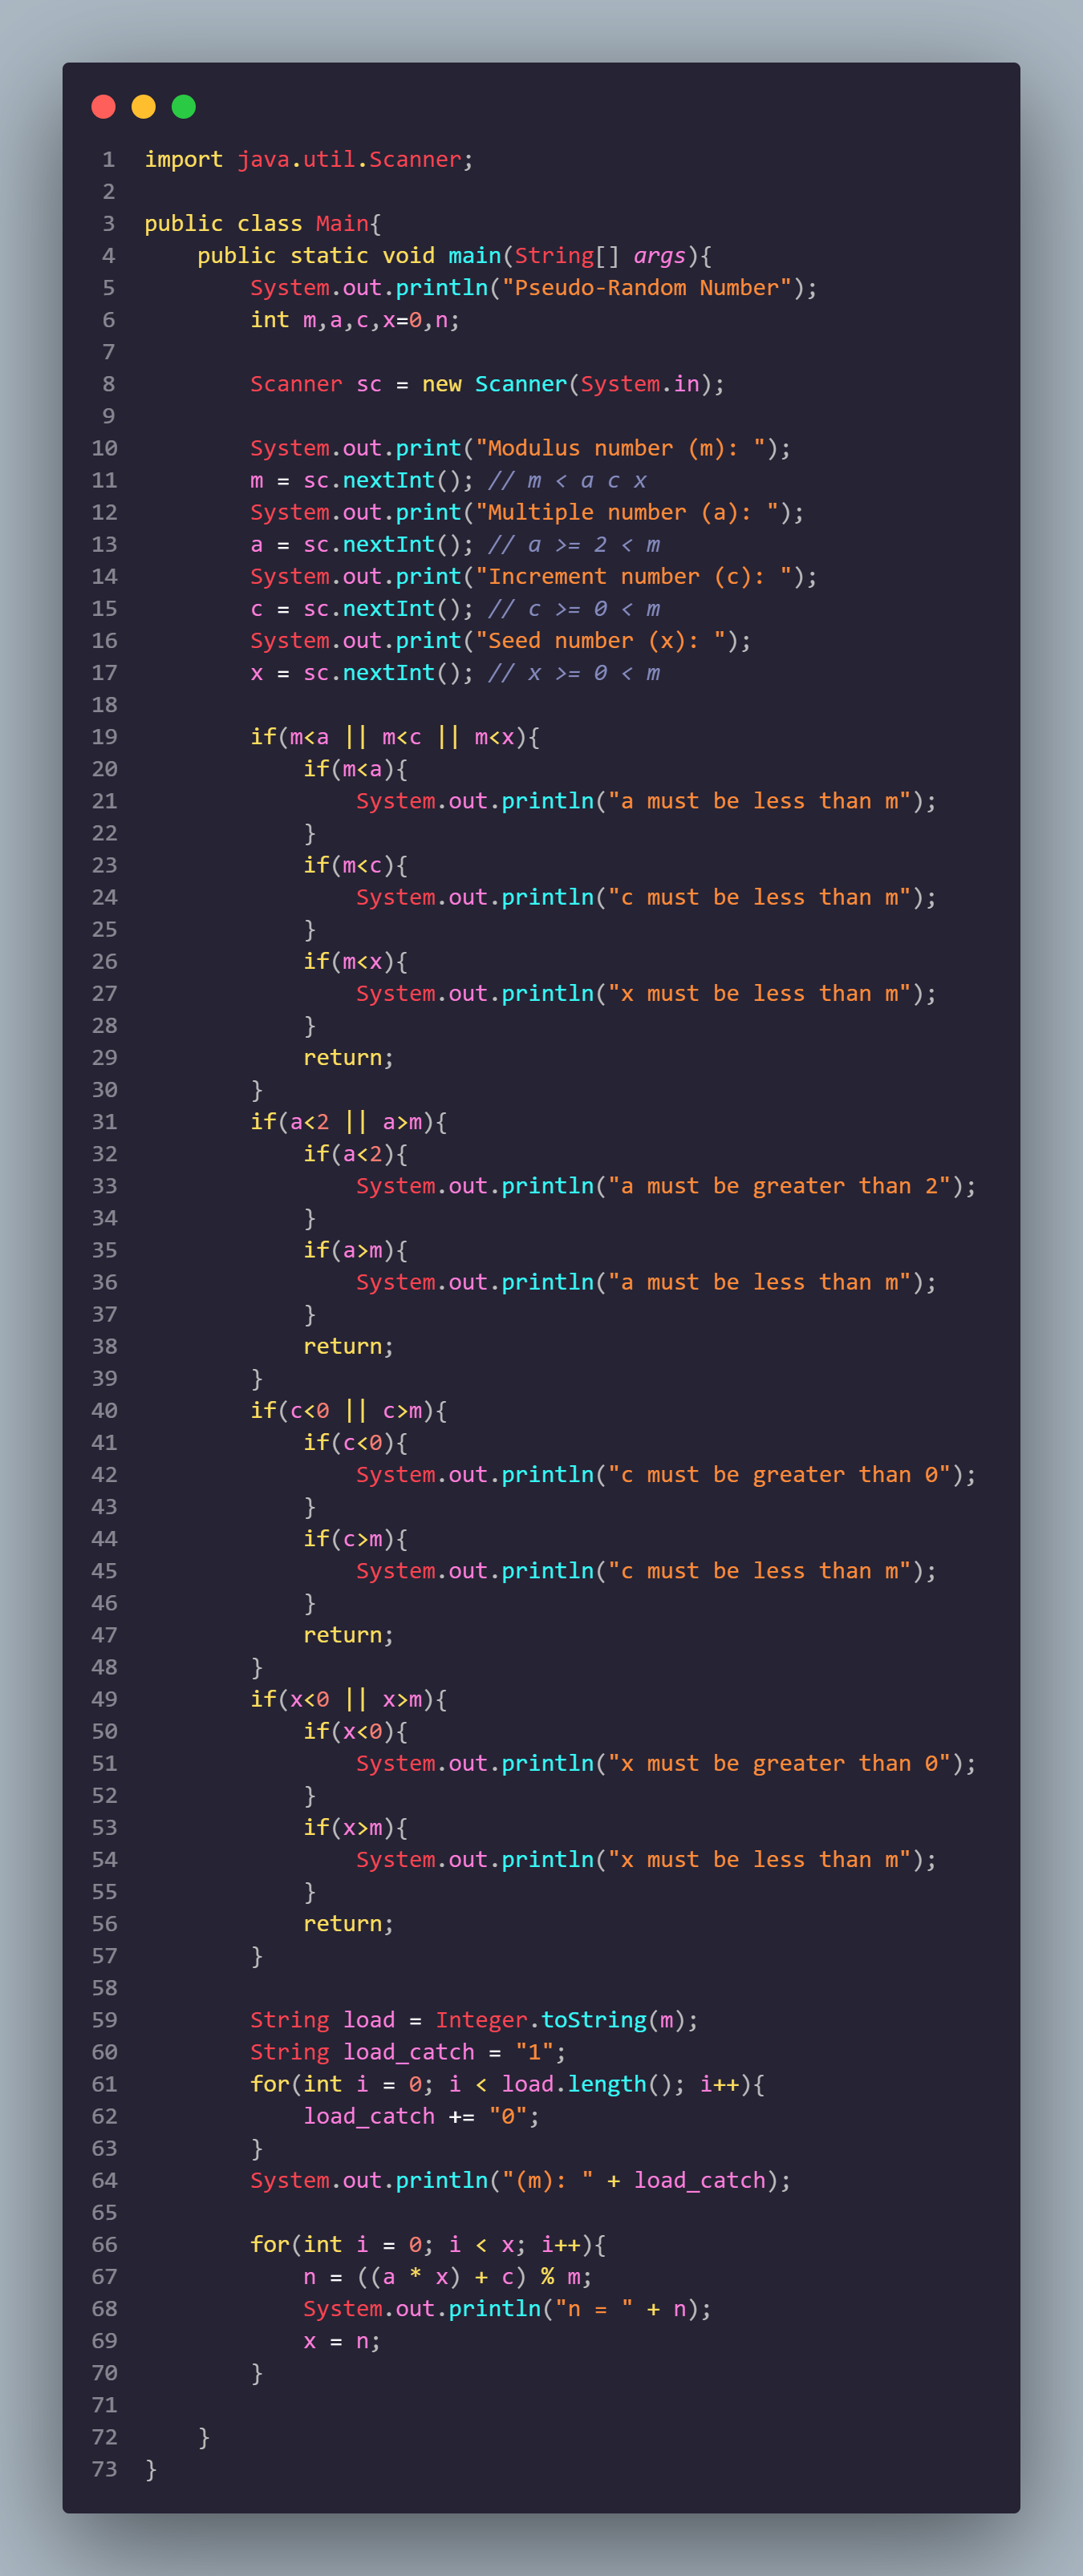 1 import java.util.Scanner;
2
3 public class Main{
4     public static void main(String[] args){
5         System.out.println("Pseudo-Random Number");
6         int m,a,c,x=0,n;
7
8         Scanner sc = new Scanner(System.in);
9
10         System.out.print("Modulus number (m): ");
11         m = sc.nextInt(); // m < a c x
12         System.out.print("Multiple number (a): ");
13         a = sc.nextInt(); // a >= 2 < m
14         System.out.print("Increment number (c): ");
15         c = sc.nextInt(); // c >= 0 < m
16         System.out.print("Seed number (x): ");
17         x = sc.nextInt(); // x >= 0 < m
18
19         if(m<a || m<c || m<x){
20             if(m<a){
21                 System.out.println("a must be less than m");
22             }
23             if(m<c){
24                 System.out.println("c must be less than m");
25             }
26             if(m<x){
27                 System.out.println("x must be less than m");
28             }
29             return;
30         }
31         if(a<2 || a>m){
32             if(a<2){
33                 System.out.println("a must be greater than 2");
34             }
35             if(a>m){
36                 System.out.println("a must be less than m");
37             }
38             return;
39         }
40         if(c<0 || c>m){
41             if(c<0){
42                 System.out.println("c must be greater than 0");
43             }
44             if(c>m){
45                 System.out.println("c must be less than m");
46             }
47             return;
48         }
49         if(x<0 || x>m){
50             if(x<0){
51                 System.out.println("x must be greater than 0");
52             }
53             if(x>m){
54                 System.out.println("x must be less than m");
55             }
56             return;
57         }
58
59         String load = Integer.toString(m);
60         String load_catch = "1";
61         for(int i = 0; i < load.length(); i++){
62             load_catch += "0";
63         }
64         System.out.println("(m): " + load_catch);
65
66         for(int i = 0; i < x; i++){
67             n = ((a * x) + c) % m;
68             System.out.println("n = " + n);
69             x = n;
70         }
71
72     }
73 }